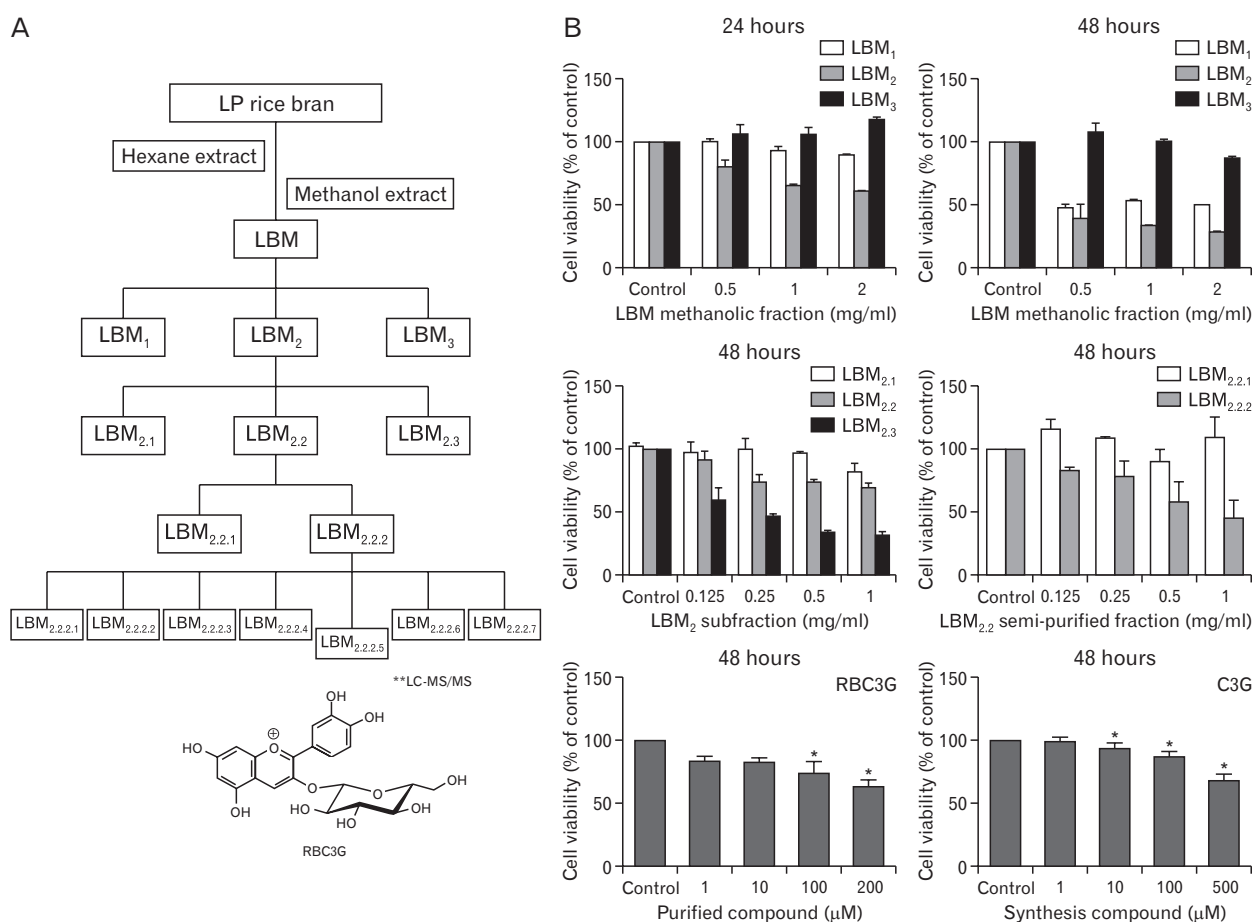 A
LP rice bran
Hexane extract
Methanol extract
LBM
LBM1 LBM2 LBM3
LBM2.1 LBM2.2 LBM2.3
LBM2.2.1 LBM2.2.2
LBM2.2.2.1 LBM2.2.2.2 LBM2.2.2.3 LBM2.2.2.4 LBM2.2.2.5 LBM2.2.2.6 LBM2.2.2.7
**LC-MS/MS
OH
OH
HO
⊕
O
OH
O
O
OH
HO
HO
OH
RBC3G
B
24 hours
LBM1
LBM2
LBM3
Cell viability (% of control)
150
100
50
0
Control 0.5 1 2
LBM methanolic fraction (mg/ml)
48 hours
LBM1
LBM2
LBM3
Cell viability (% of control)
150
100
50
0
Control 0.5 1 2
LBM methanolic fraction (mg/ml)
48 hours
LBM2.1
LBM2.2
LBM2.3
Cell viability (% of control)
150
100
50
0
Control 0.125 0.25 0.5 1
LBM2 subfraction (mg/ml)
48 hours
LBM2.2.1
LBM2.2.2
Cell viability (% of control)
150
100
50
0
Control 0.125 0.25 0.5 1
LBM2.2 semi-purified fraction (mg/ml)
48 hours
RBC3G
Cell viability (% of control)
150
100
50
0
* *
Control 1 10 100 200
Purified compound (μM)
48 hours
C3G
Cell viability (% of control)
150
100
50
0
* * *
Control 1 10 100 500
Synthesis compound (μM)